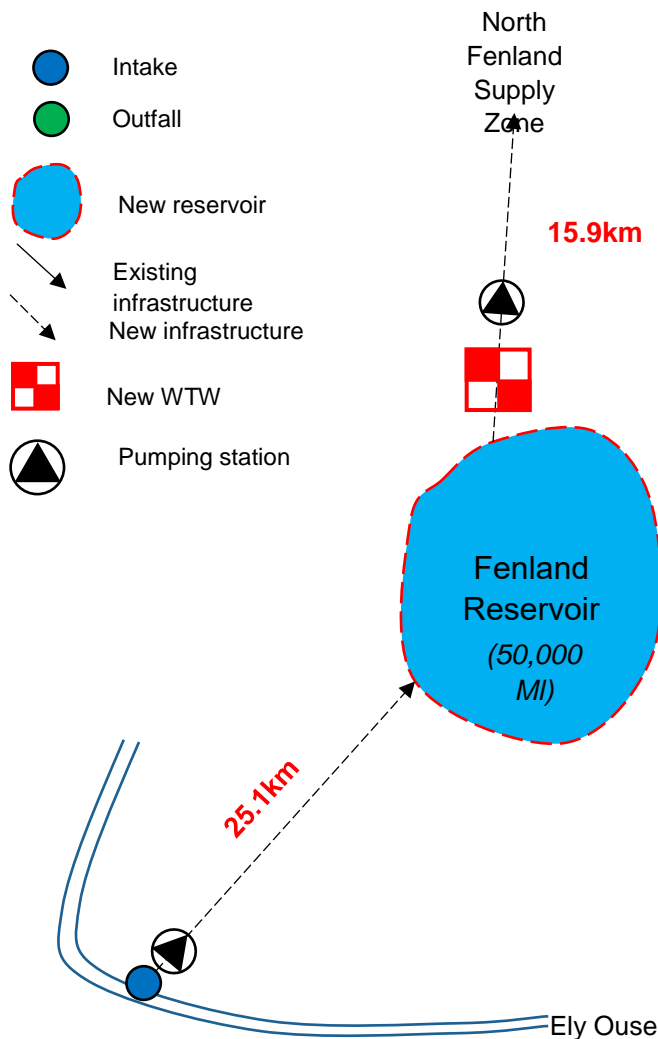 Intake
Outfall
New reservoir
Existing
infrastructure
New infrastructure
New WTW
Pumping station
North
Fenland
Supply
Zone
15.9km
Fenland
Reservoir
(50,000
Ml)
25.1km
Ely Ouse